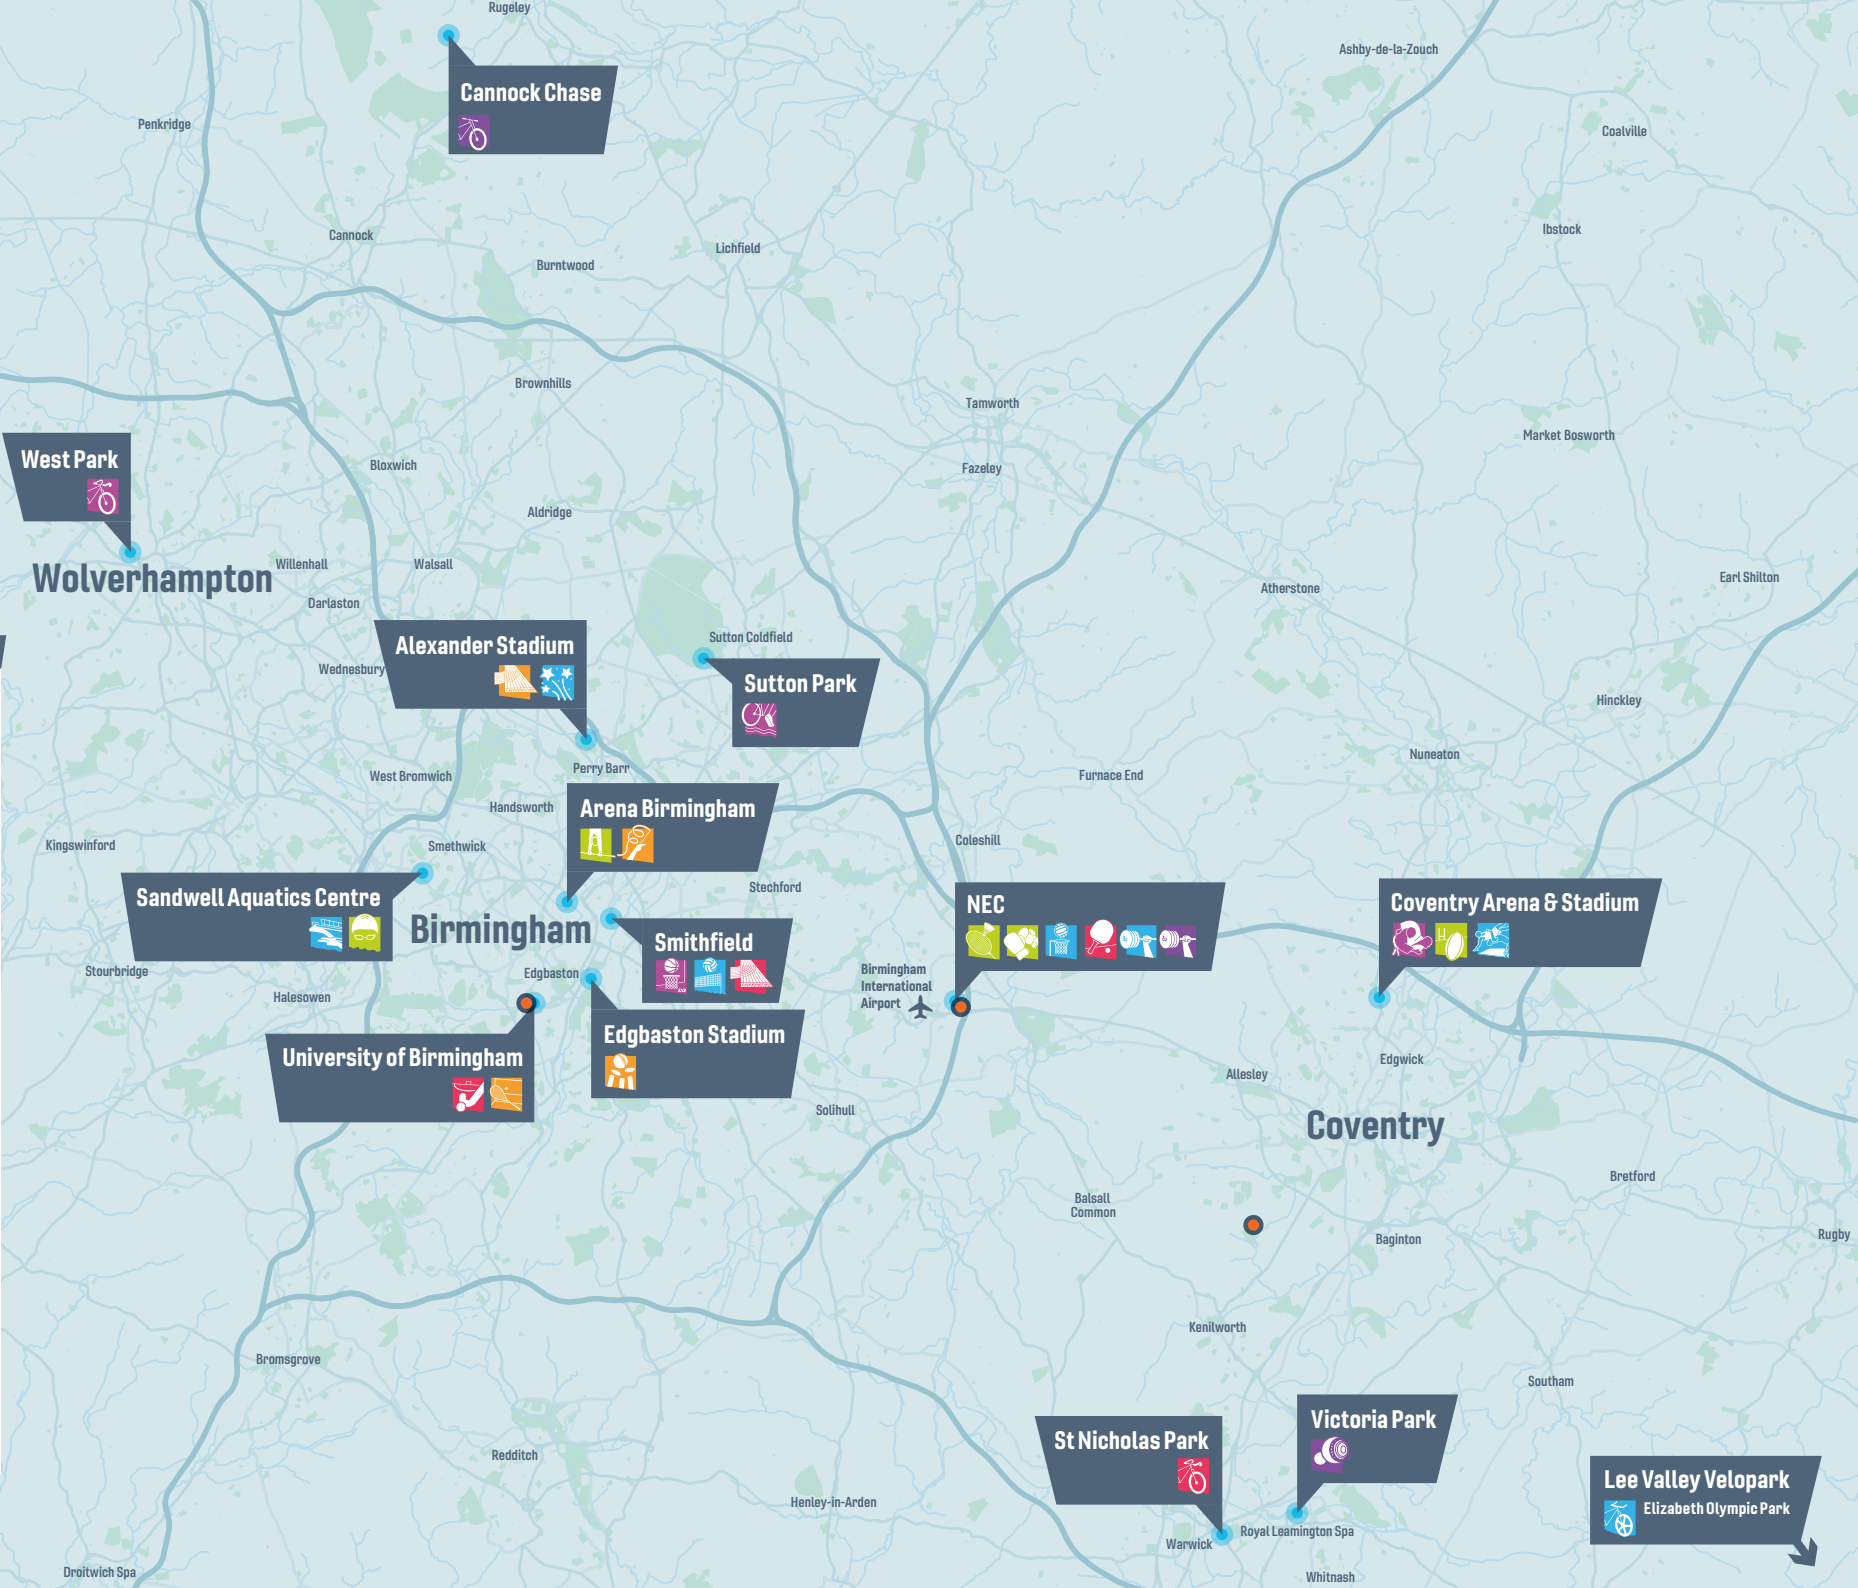 Rugeley
Ashby-de-la-Zouch
Cannock Chase
Penkridge
Coalville
Cannock
Lichfield
Burntwood
Ibstock
Brownhills
Tamworth
Market Bosworth
West Park
Bloxwich
Fazeley
Aldridge
Wolverhampton
Willenhall
Walsall
Earl Shilton
Atherstone
Darlaston
Sutton Coldfield
Alexander Stadium
Wednesbury
Sutton Park
Hinckley
Nuneaton
Perry Barr
West Bromwich
Furnace End
Handsworth
Arena Birmingham
Kingswinford
Smethwick
Coleshill
Stechford
Sandwell Aquatics Centre
NEC
Coventry Arena & Stadium
Birmingham
Smithfield
Stourbridge
Edgbaston
Birmingham
International
Airport
Halesowen
Edgbaston Stadium
University of Birmingham
Edgwick
Allesley
Solihull
Coventry
Bretford
Balsall
Common
Rugby
Baginton
Kenilworth
Bromsgrove
Southam
Victoria Park
St Nicholas Park
Redditch
Lee Valley Velopark
Elizabeth Olympic Park
Henley-in-Arden
Royal Leamington Spa
Warwick
Droitwich Spa
Whitnash